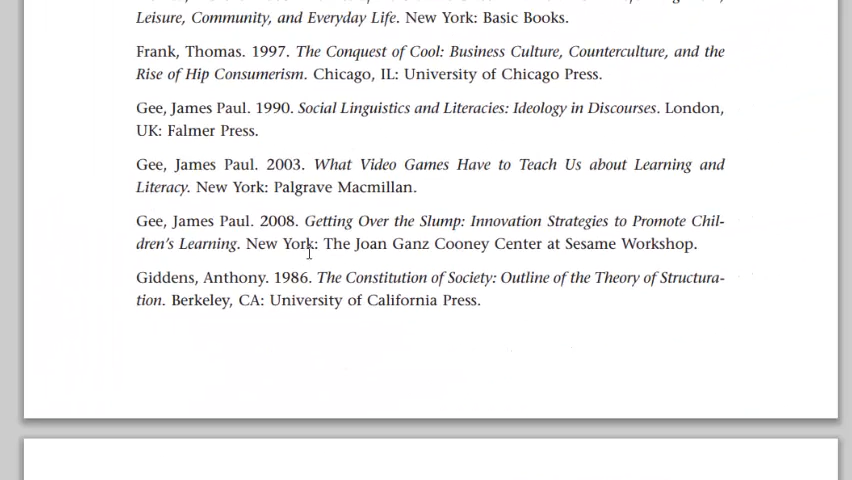 Leisure, Community, and Everyday Life. New York: Basic Books.
Frank, Thomas. 1997. The Conquest of Cool: Business Culture, Counterculture, and the
Rise of Hip Consumerism. Chicago, IL: University of Chicago Press.
Gee, James Paul. 1990. Social Linguistics and Literacies: Ideology in Discourses. London,
UK: Falmer Press.
Gee, James Paul. 2003. What Video Games Have to Teach Us about Learning and
Literacy. New York: Palgrave Macmillan.
Gee, James Paul. 2008. Getting Over the Slump: Innovation Strategies to Promote Chil-
dren's Learning. New York: The Joan Ganz Cooney Center at Sesame Workshop.
Giddens, Anthony. 1986. The Constitution of Society: Outline of the Theory of Structura-
tion. Berkeley, CA: University of California Press.